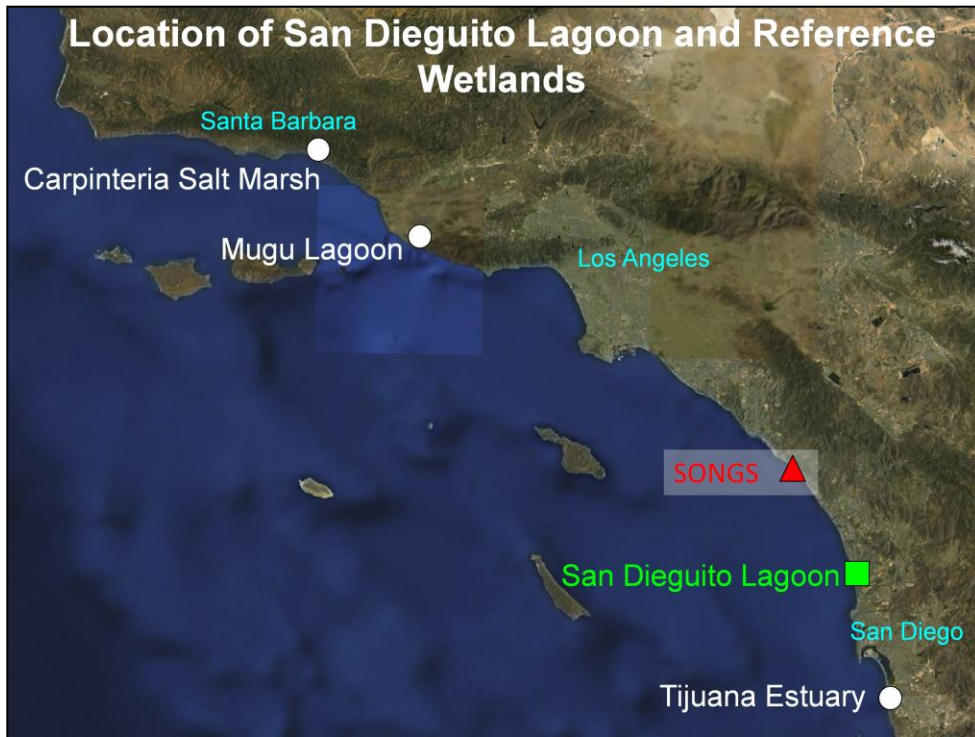 Location of San Dieguito Lagoon and Reference
Wetlands
Santa Barbara
Carpinteria Salt Marsh
Mugu Lagoon
Los Angeles
SONGS
San Dieguito Lagoon
San Diego
Tijuana Estuary